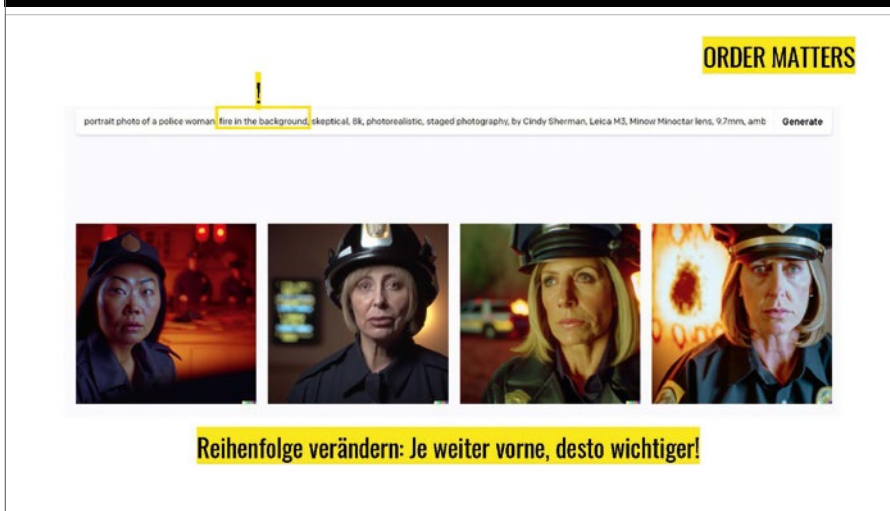 ORDER MATTERS
!
portrait photo of a police woman, fire in the background, skeptical, 8k, photorealistic, staged photography, by Cindy Sherman, Leica M3, Minow Minoctar lens, 9.7mm, amb Generate
Reihenfolge verändern: Je weiter vorne, desto wichtiger!